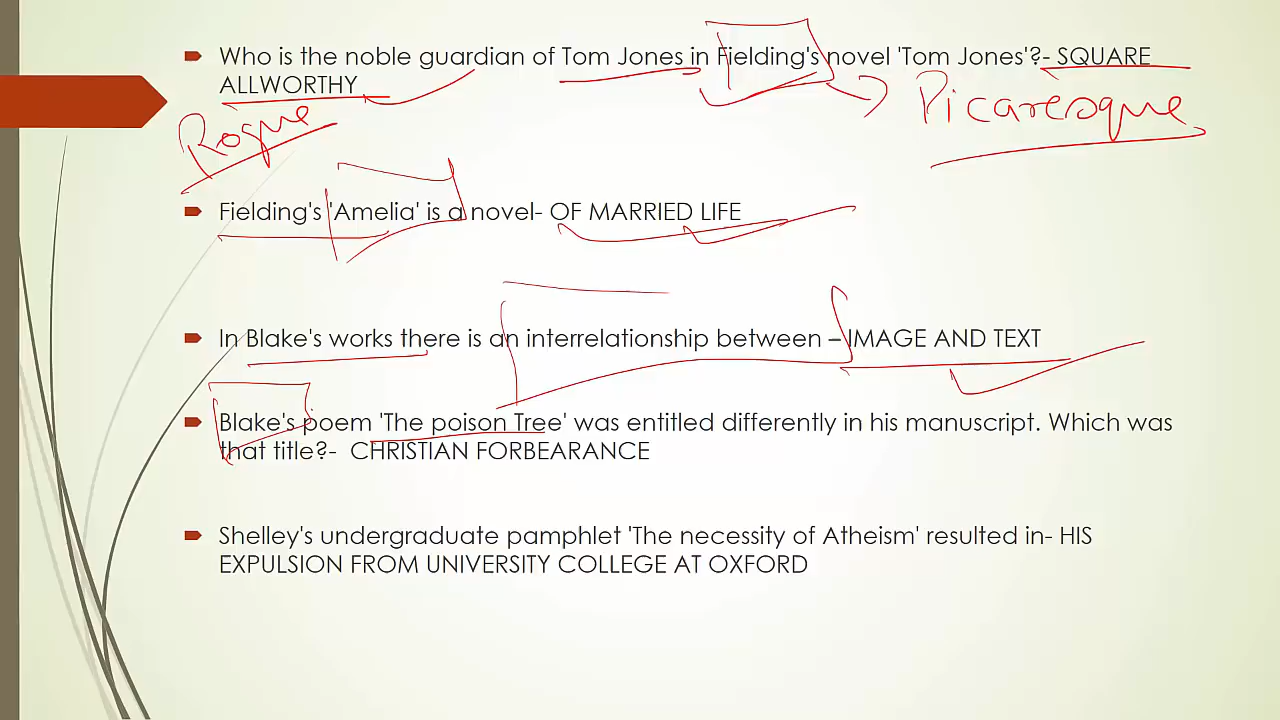 Who is the noble guardian of Tom Jones in Fielding's novel 'Tom Jones'?- SQUARE
ALLWORTHY
Picaresque
Rogue
Fielding's 'Amelia' is a novel- OF MARRIED LIFE
In Blake's works there is an interrelationship between – IMAGE AND TEXT
Blake's poem 'The poison Tree' was entitled differently in his manuscript. Which was
that title?- CHRISTIAN FORBEARANCE
Shelley's undergraduate pamphlet 'The necessity of Atheism' resulted in- HIS
EXPULSION FROM UNIVERSITY COLLEGE AT OXFORD